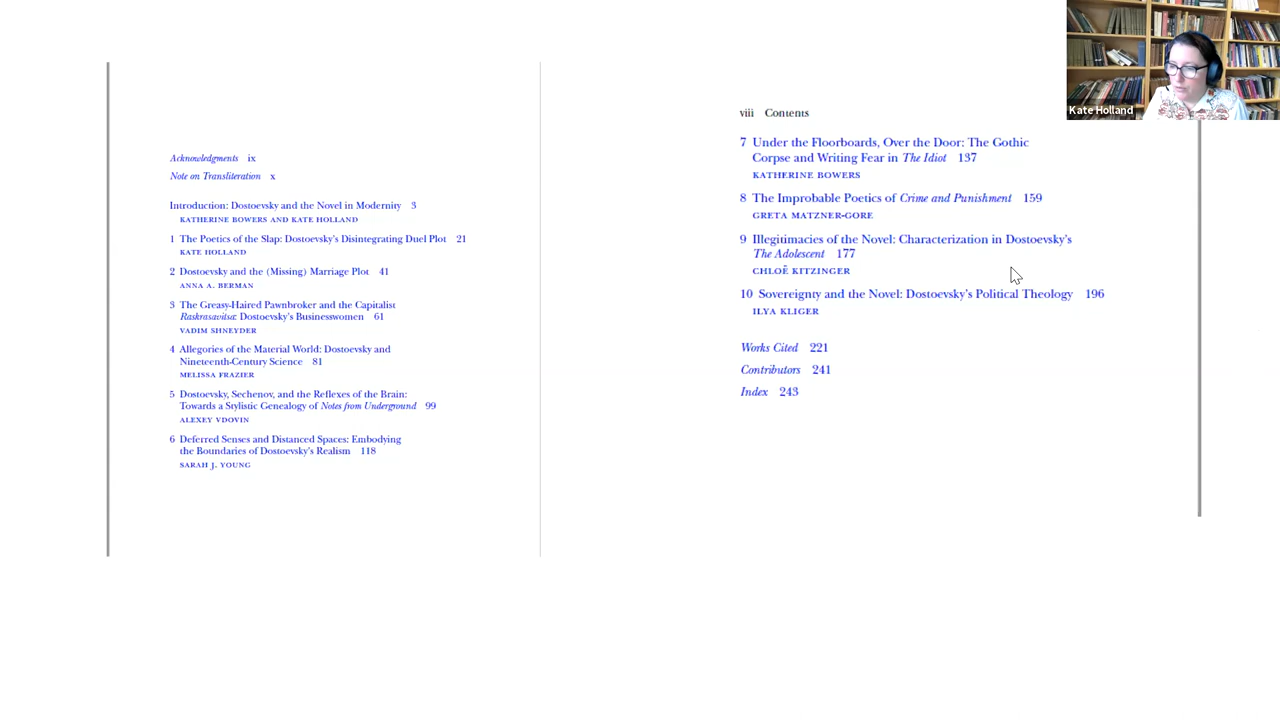 Acknowledgments ix
Note on Transliteration x
Introduction: Dostoevsky and the Novel in Modernity 3
KATHERINE BOWERS AND KATE HOLLAND
1 The Poetics of the Slap: Dostoevsky's Disintegrating Duel Plot 21
KATE HOLLAND
2 Dostoevsky and the (Missing) Marriage Plot 41
ANNA A. BERMAN
3 The Greasy-Haired Pawnbroker and the Capitalist
Raskrasavitsa: Dostoevsky's Businesswomen 61
VADIM SHNEYDER
4 Allegories of the Material World: Dostoevsky and
Nineteenth-Century Science 81
MELISSA FRAZIER
5 Dostoevsky, Sechenov, and the Reflexes of the Brain:
Towards a Stylistic Genealogy of Notes from Underground 99
ALEXEY VDOVIN
6 Deferred Senses and Distanced Spaces: Embodying
the Boundaries of Dostoevsky's Realism 118
SARAH J. YOUNG
viii Contents
7 Under the Floorboards, Over the Door: The Gothic
Corpse and Writing Fear in The Idiot 137
KATHERINE BOWERS
8 The Improbable Poetics of Crime and Punishment 159
GRETA MATZNER-GORE
9 Illegitimacies of the Novel: Characterization in Dostoevsky's
The Adolescent 177
CHLOË KITZINGER
10 Sovereignty and the Novel: Dostoevsky's Political Theology 196
ILYA KLIGER
Works Cited 221
Contributors 241
Index 243
Kate Holland